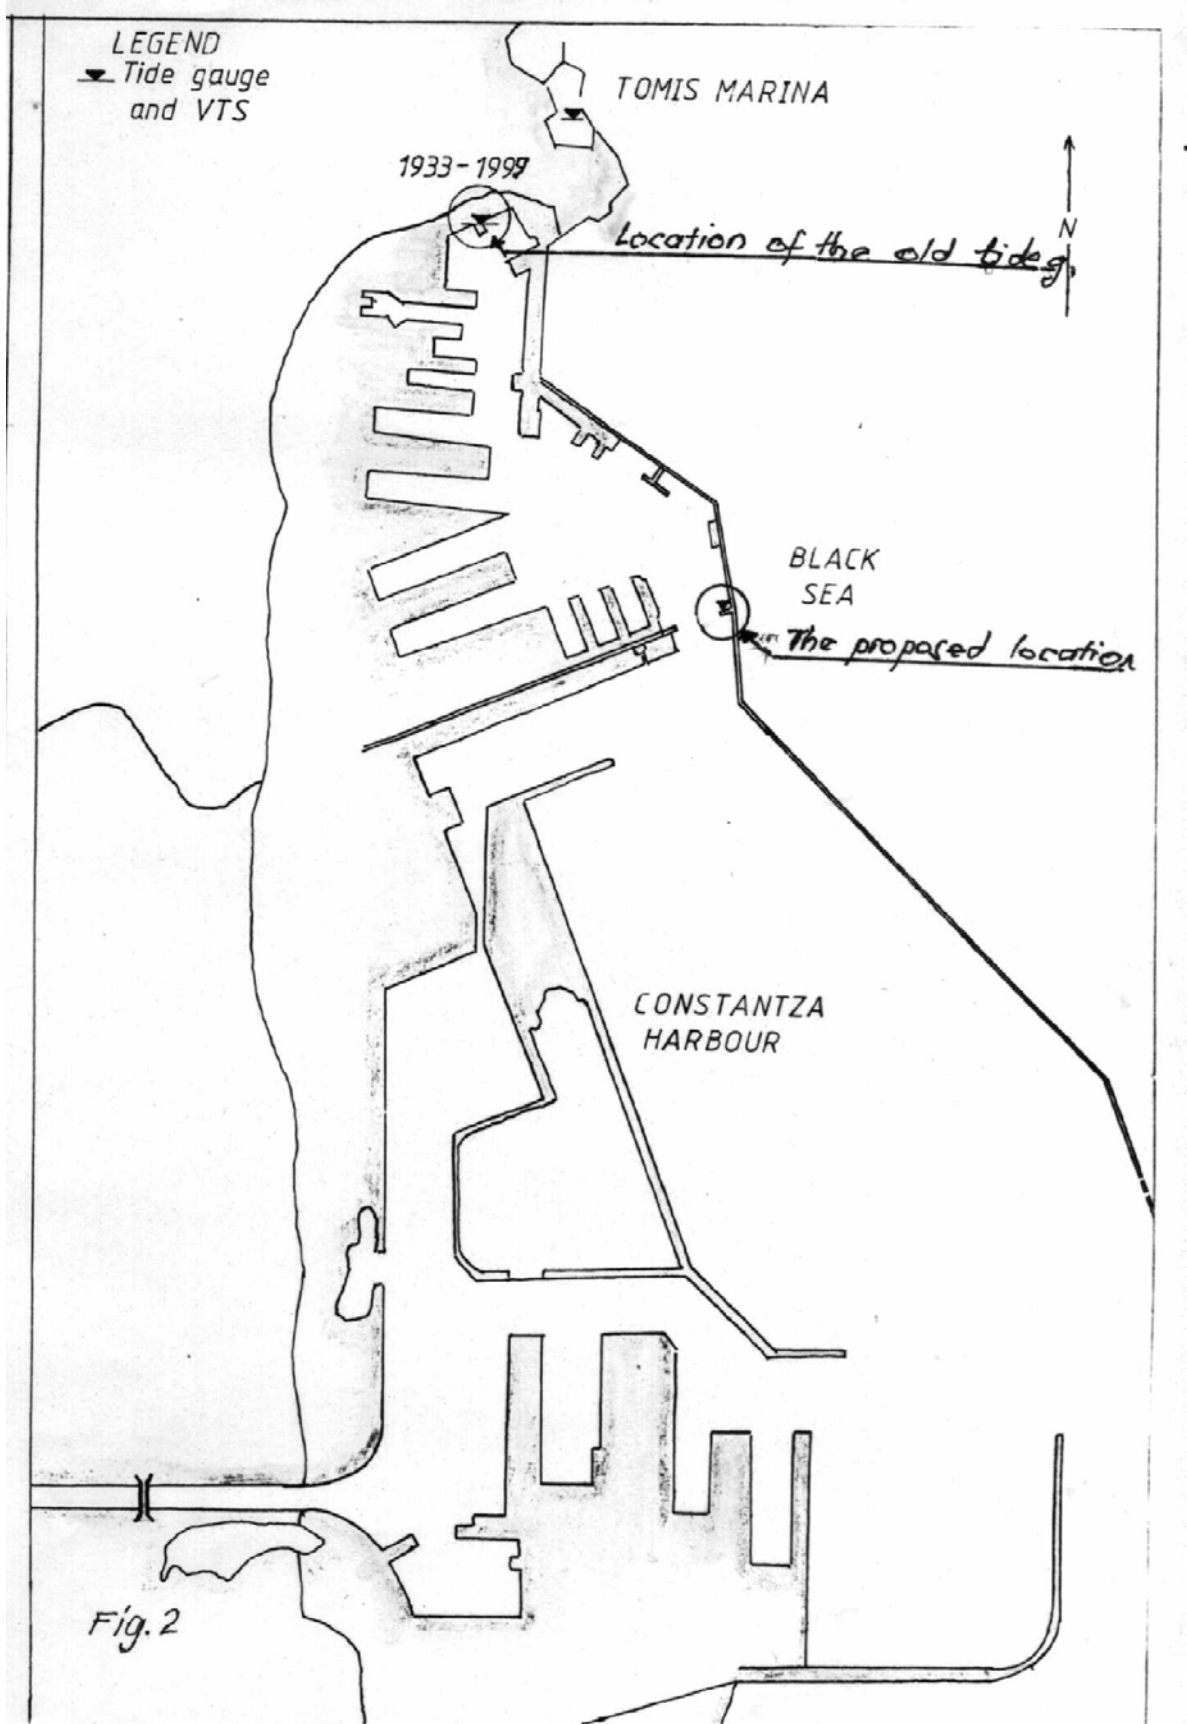 LEGEND
Tide gauge
and VTS
TOMIS MARINA
1933-1997
N
Location of the old tide g.
BLACK
SEA
The proposed location
CONSTANTZA
HARBOUR
Fig. 2